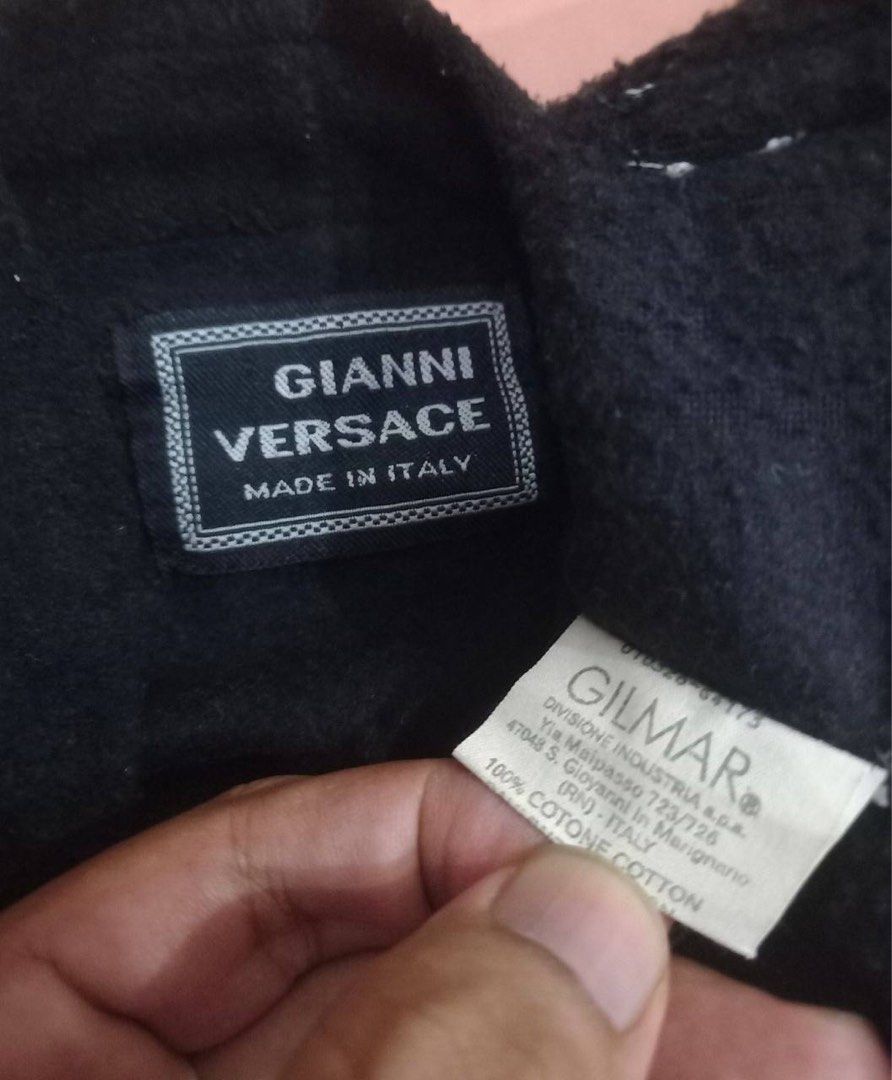 GIANNI
VERSACE
MADE IN ITALY
GILMAR®
DIVISIONE INDUSTRIA s.p.a.
Via Malpasso 723/726
47048 S. Giovanni in Marignano
(RN) - ITALY
100% COTONE
COTTON